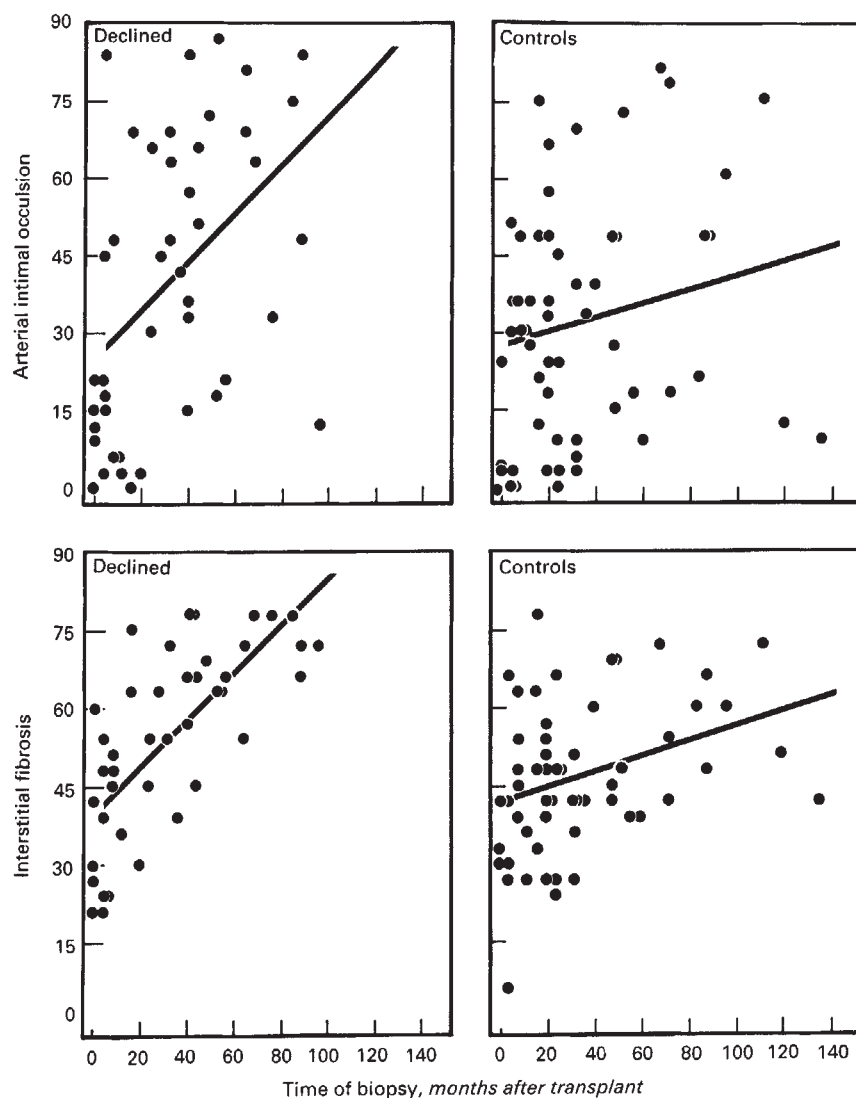 Declined
Controls
Arterial intimal occulsion
90
75
60
45
30
15
0
Declined
Controls
Interstitial fibrosis
90
75
60
45
30
15
0
0 20 40 60 80 100 120 140
0 20 40 60 80 100 120 140
Time of biopsy, months after transplant